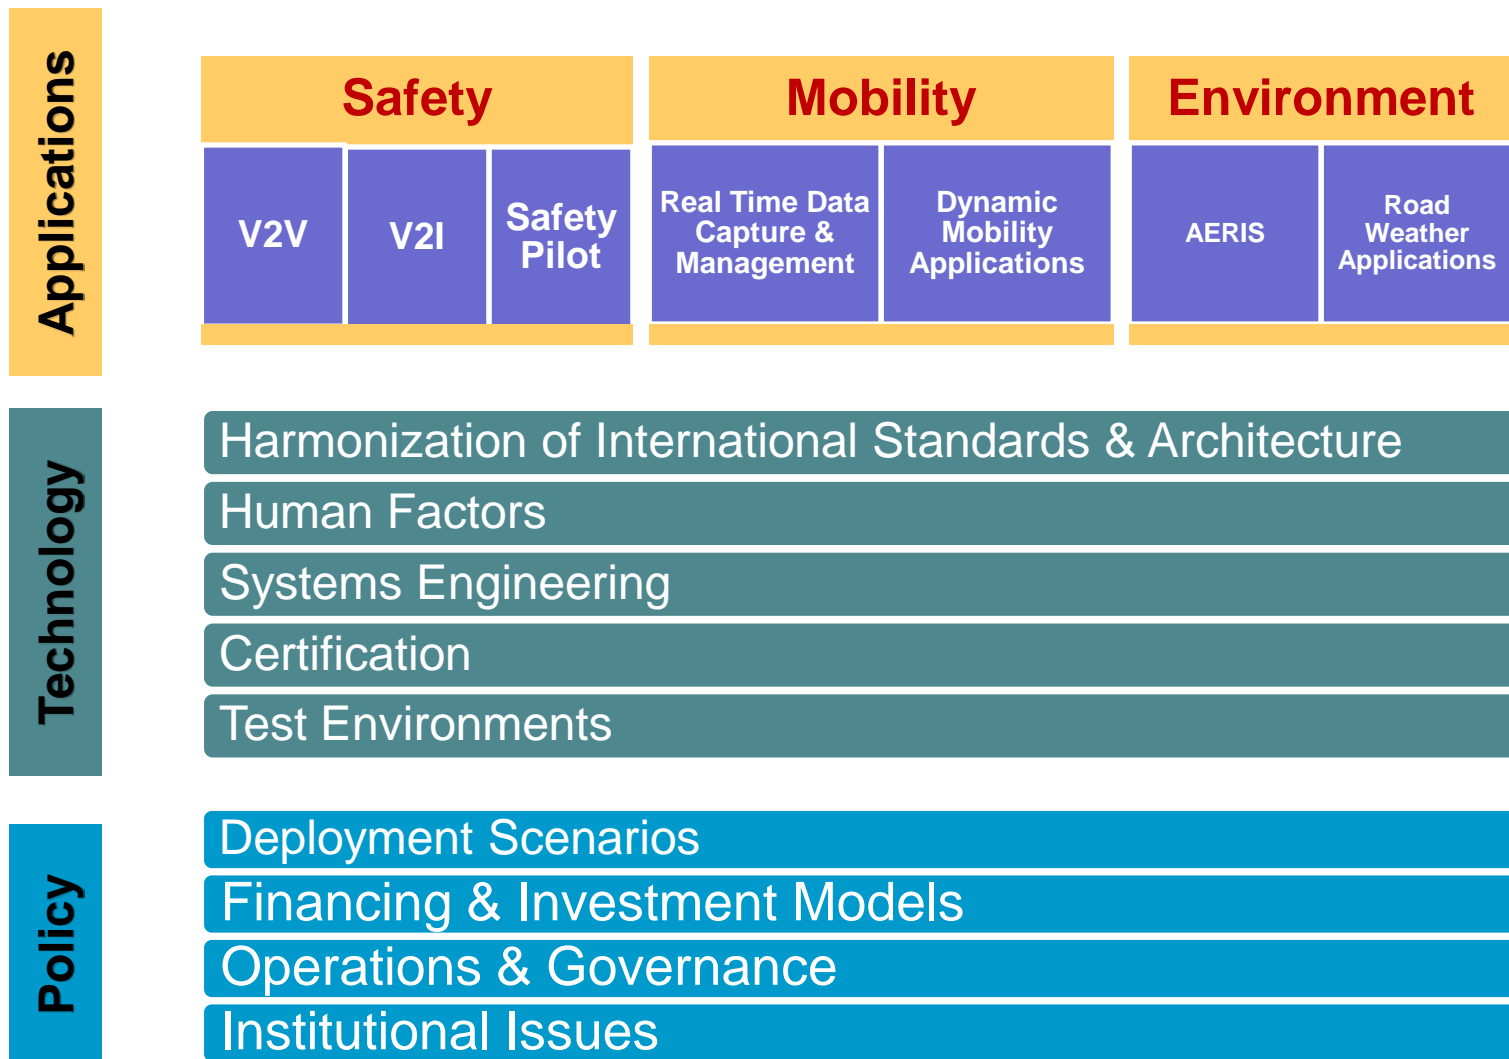 Applications
Safety
Mobility
Environment
V2V
V2I
Safety
Pilot
Real Time Data
Capture &
Management
Dynamic
Mobility
Applications
AERIS
Road
Weather
Applications
Technology
Harmonization of International Standards & Architecture
Human Factors
Systems Engineering
Certification
Test Environments
Policy
Deployment Scenarios
Financing & Investment Models
Operations & Governance
Institutional Issues